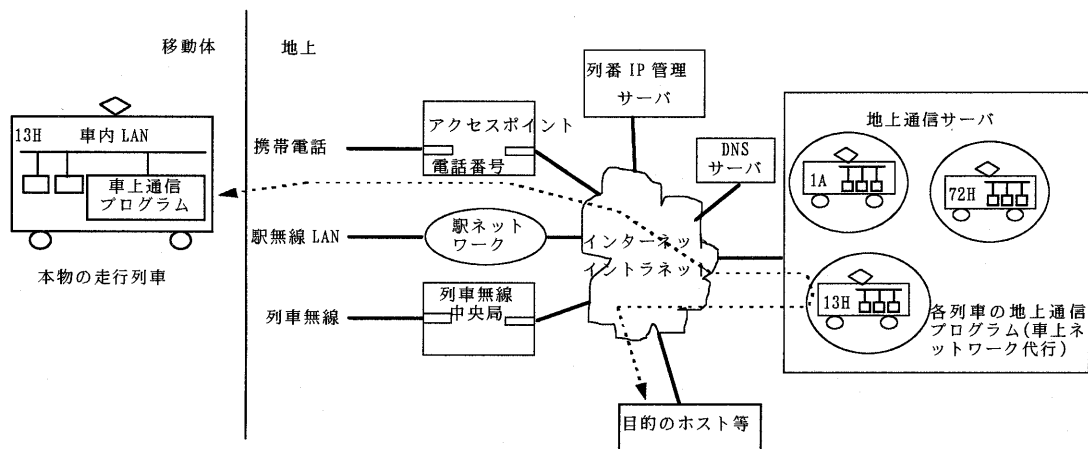 移動体
地上
13H 車内 LAN
車上通信
プログラム
本物の走行列車
携帯電話
アクセスポイント
電話番号
駅無線 LAN
駅ネット
ワーク
列車無線
列車無線
中央局
列番 IP 管理
サーバ
DNS
サーバ
インターネット
イントラネット
目的のホスト等
地上通信サーバ
1A
72H
13H
各列車の地上通信
プログラム(車上ネ
ットワーク代行)